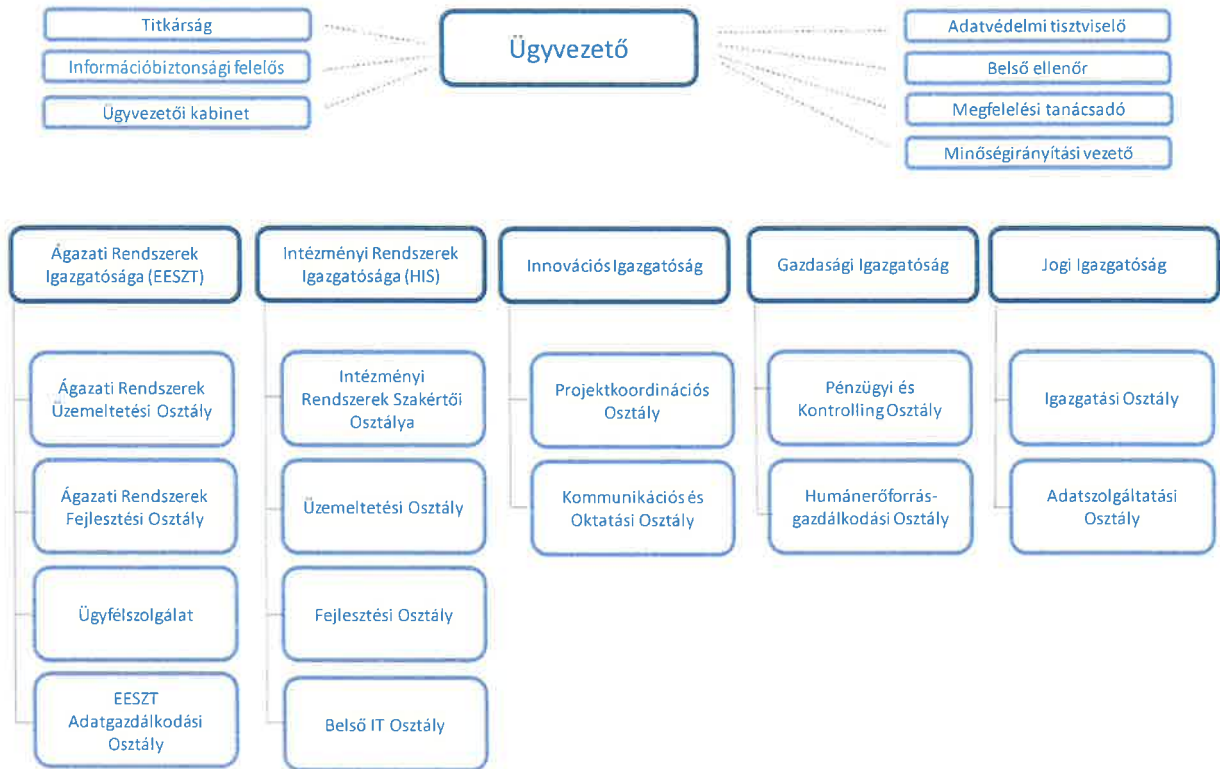 Titkárság
Információbiztonsági felelős
Ügyvezetői kabinet
Ügyvezető
Adatvédelmi tisztviselő
Belső ellenőr
Megfelelési tanácsadó
Minőségirányítási vezető
Ágazati Rendszerek
Igazgatósága (EESZT)
Intézményi Rendszerek
Igazgatósága (HIS)
Innovációs Igazgatóság
Gazdasági Igazgatóság
Jogi Igazgatóság
Ágazati Rendszerek
Üzemeltetési Osztály
Ágazati Rendszerek
Fejlesztési Osztály
Ügyfélszolgálat
EESZT
Adatgazdálkodási
Osztály
Intézményi
Rendszerek Szakértői
Osztálya
Üzemeltetési Osztály
Fejlesztési Osztály
Belső IT Osztály
Projektkoordinációs
Osztály
Kommunikációs és
Oktatási Osztály
Pénzügyi és
Kontrolling Osztály
Humánerőforrás-
gazdálkodási Osztály
Igazgatási Osztály
Adatszolgáltatási
Osztály